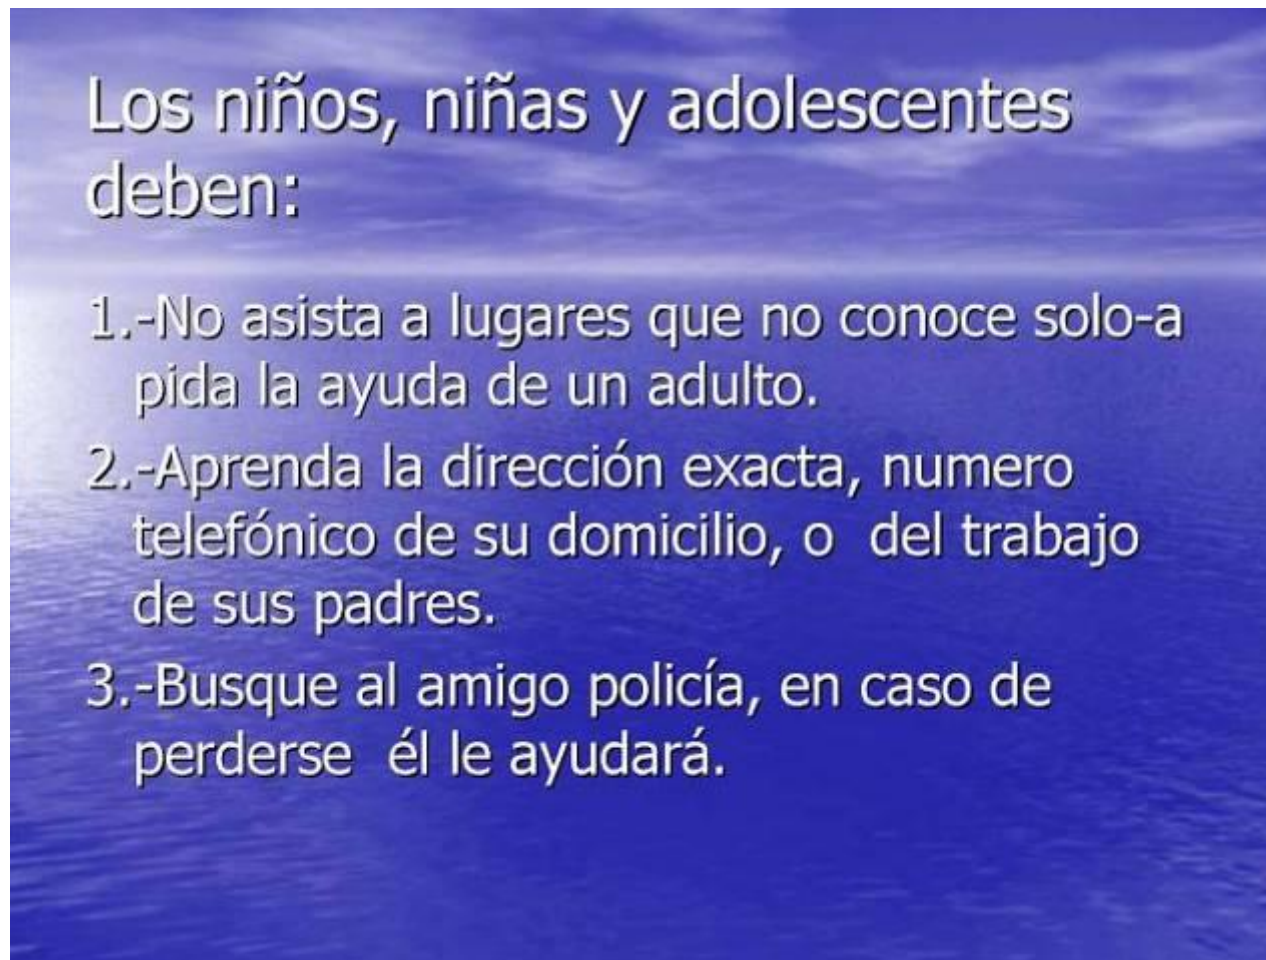 Los niños, niñas y adolescentes
deben:
1.-No asista a lugares que no conoce solo-a
pida la ayuda de un adulto.
2.-Aprenda la dirección exacta, numero
telefónico de su domicilio, o  del trabajo
de sus padres.
3.-Busque al amigo policía, en caso de
perderse  él le ayudará.